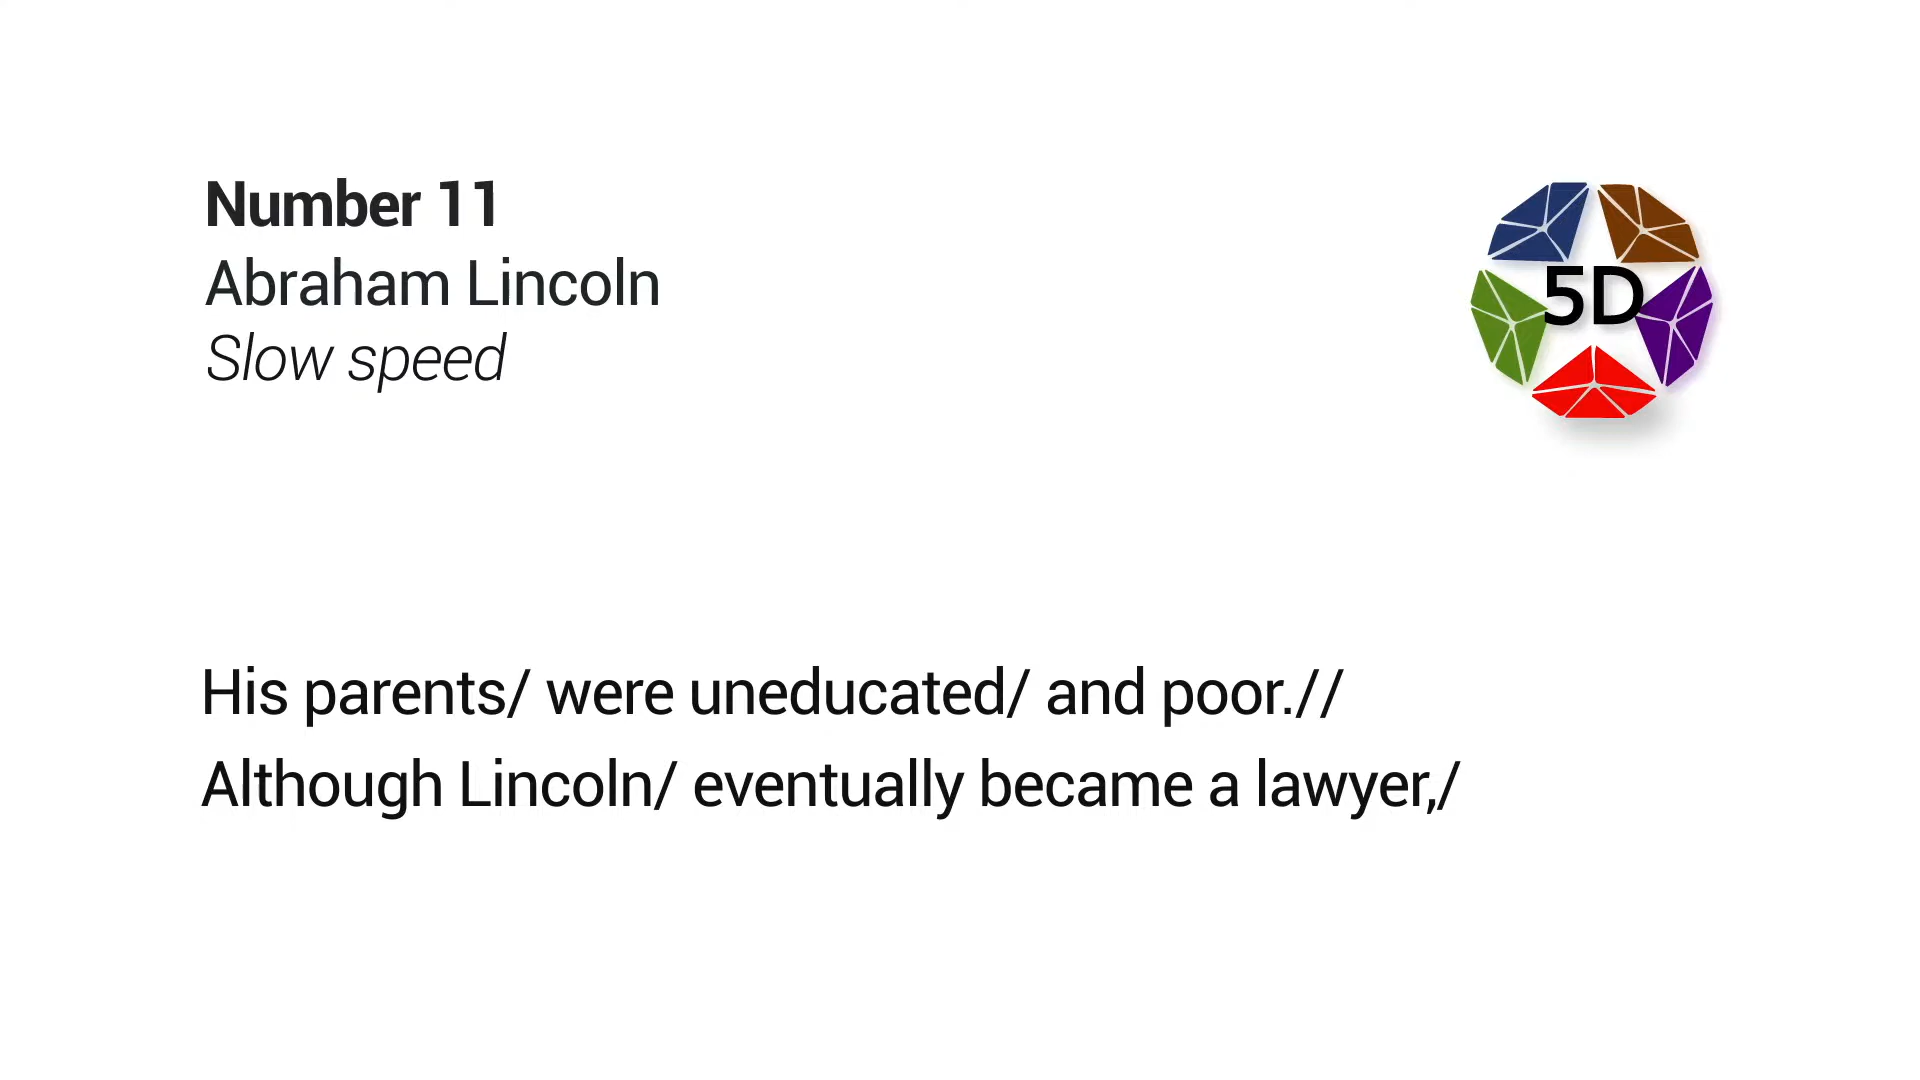 Number 11
Abraham Lincoln
Slow speed
5D
His parents/ were uneducated/ and poor.//
Although Lincoln/ eventually became a lawyer,/